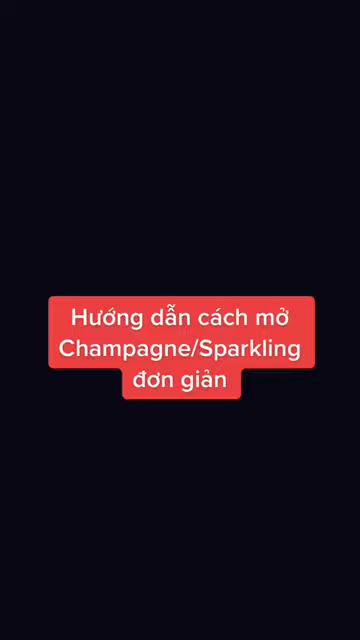 Hướng dẫn cách mở
Champagne/Sparkling
đơn giản